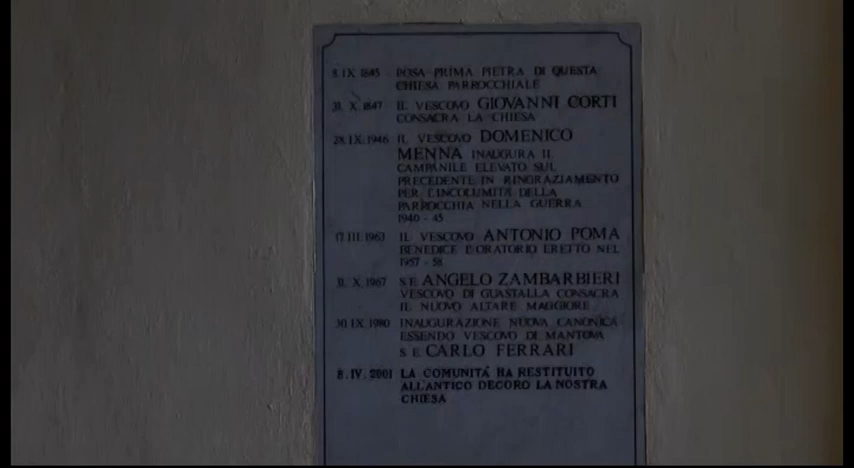 8.IX 1845 - POSA PRIMA PIETRA DI QUESTA
CHIESA PARROCCHIALE
31. X. 1847 IL VESCOVO GIOVANNI CORTI
CONSACRA LA CHIESA
28.IX.1946 IL VESCOVO DOMENICO
MENNA INAUGURA IL
CAMPANILE ELEVATO SUL
PRECEDENTE IN RINGRAZIAMENTO
PER L'INCOLUMITÀ DELLA
PARROCCHIA NELLA GUERRA
1940 - 45
17 III 1963 IL VESCOVO ANTONIO POMA
BENEDICE L'ORATORIO ERETTO NEL
1957 - 58
31. X. 1967 S.E. ANGELO ZAMBARBIERI
VESCOVO DI GUASTALLA CONSACRA
IL NUOVO ALTARE MAGGIORE
30 IX 1980 INAUGURAZIONE NUOVA CANONICA
ESSENDO VESCOVO DI MANTOVA
S.E. CARLO FERRARI
8. IV. 2001 LA COMUNITÁ HA RESTITUITO
ALL'ANTICO DECORO LA NOSTRA
CHIESA